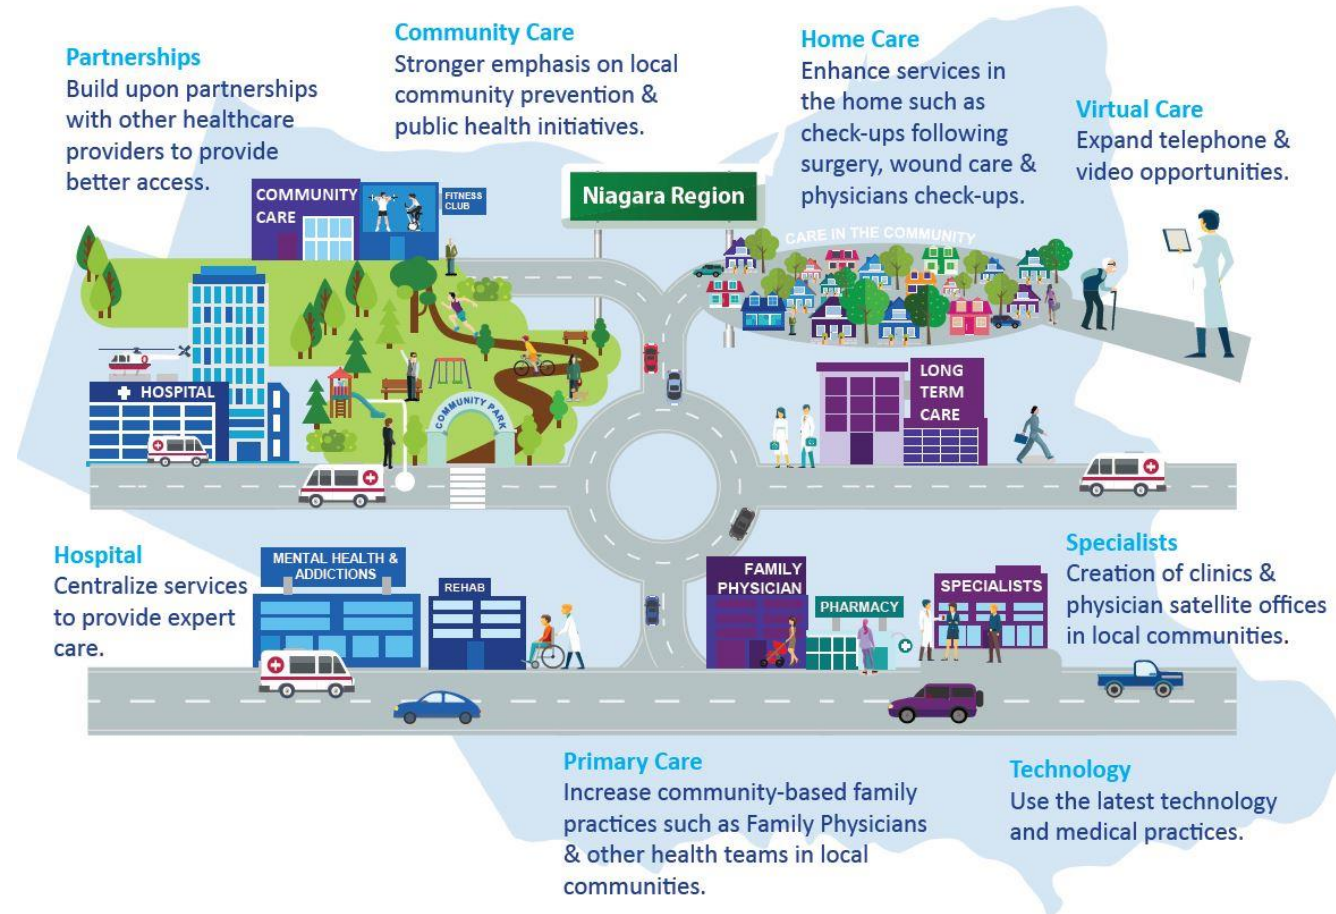 Partnerships
Build upon partnerships
with other healthcare
providers to provide
better access.
Community Care
Stronger emphasis on local
community prevention &
public health initiatives.
Home Care
Enhance services in
the home such as
check-ups following
surgery, wound care &
physicians check-ups.
Virtual Care
Expand telephone &
video opportunities.
COMMUNITY
CARE
FITNESS
CLUB
Niagara Region
CARE IN THE COMMUNITY
HOSPITAL
COMMUNITY PARK
LONG
TERM
CARE
Hospital
Centralize services
to provide expert
care.
MENTAL HEALTH &
ADDICTIONS
REHAB
FAMILY
PHYSICIAN
PHARMACY
SPECIALISTS
Specialists
Creation of clinics &
physician satellite offices
in local communities.
Primary Care
Increase community-based family
practices such as Family Physicians
& other health teams in local
communities.
Technology
Use the latest technology
and medical practices.